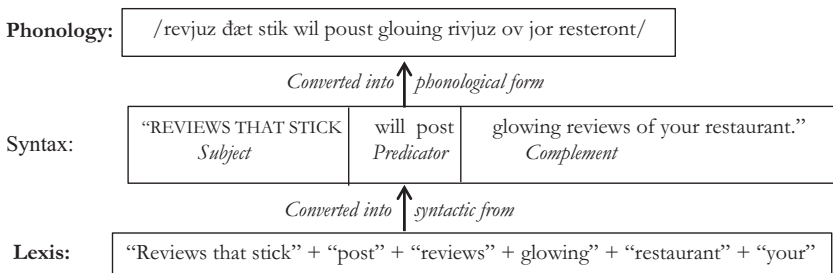 Phonology: /revjuz đæt stik wil poust glouing rivjuz ov jor resteront/
Converted into phonological form
Syntax: “REVIEWS THAT STICK will post glowing reviews of your restaurant.”
Subject Predicator Complement
Converted into syntactic from
Lexis: “Reviews that stick” + “post” + “reviews” + glowing” + “restaurant” + “your”